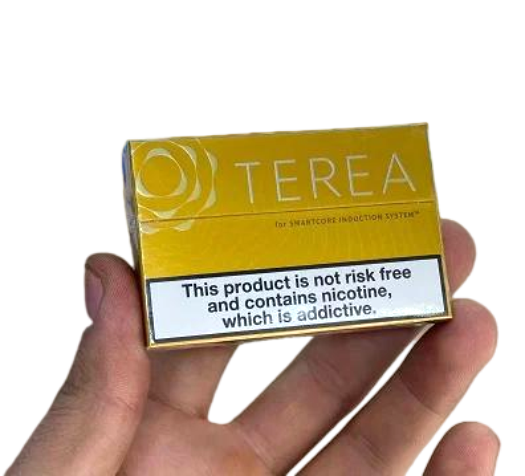 TEREA
for SMARTCORE INDUCTION SYSTEM™
This product is not risk free
and contains nicotine,
which is addictive.